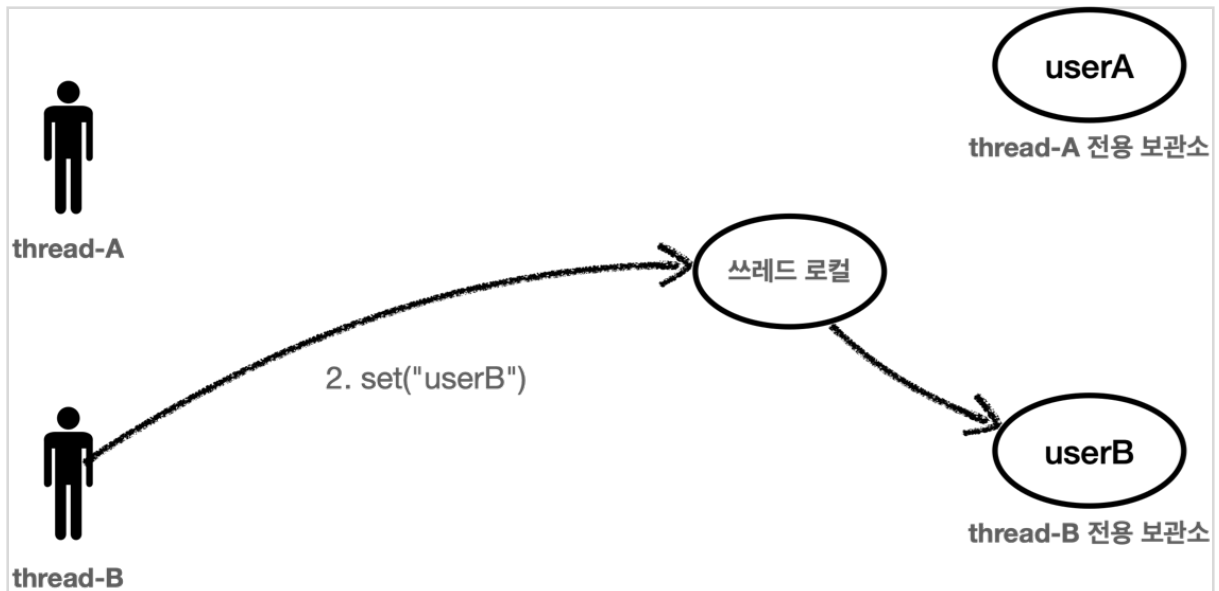 userA
thread-A 전용 보관소
thread-A
쓰레드 로컬
2. set("userB")
userB
thread-B 전용 보관소
thread-B